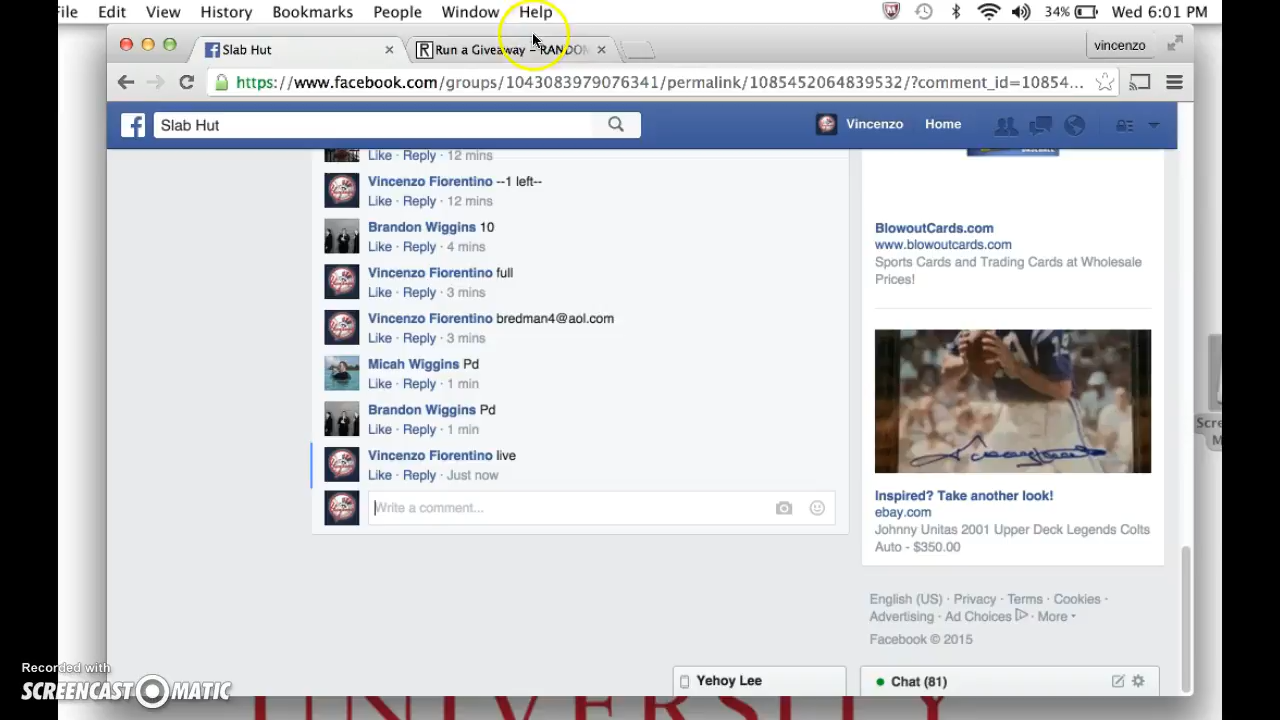 File Edit View History Bookmarks People Window Help 34% Wed 6:01 PM
Slab Hut Run a Giveaway – RANDOM vincenzo
https://www.facebook.com/groups/1043083979076341/permalink/1085452064839532/?comment_id=10854...
Slab Hut Vincenzo Home
Like · Reply · 12 mins
Vincenzo Fiorentino --1 left--
Like · Reply · 12 mins
Brandon Wiggins 10
Like · Reply · 4 mins
Vincenzo Fiorentino full
Like · Reply · 3 mins
Vincenzo Fiorentino bredman4@aol.com
Like · Reply · 3 mins
Micah Wiggins Pd
Like · Reply · 1 min
Brandon Wiggins Pd
Like · Reply · 1 min
Vincenzo Fiorentino live
Like · Reply · Just now
Write a comment...
BlowoutCards.com
www.blowoutcards.com
Sports Cards and Trading Cards at Wholesale
Prices!
Inspired? Take another look!
ebay.com
Johnny Unitas 2001 Upper Deck Legends Colts
Auto - $350.00
English (US) · Privacy · Terms · Cookies ·
Advertising · Ad Choices · More
Facebook © 2015
Yehoy Lee
Chat (81)
Recorded with
SCREENCAST-O-MATIC